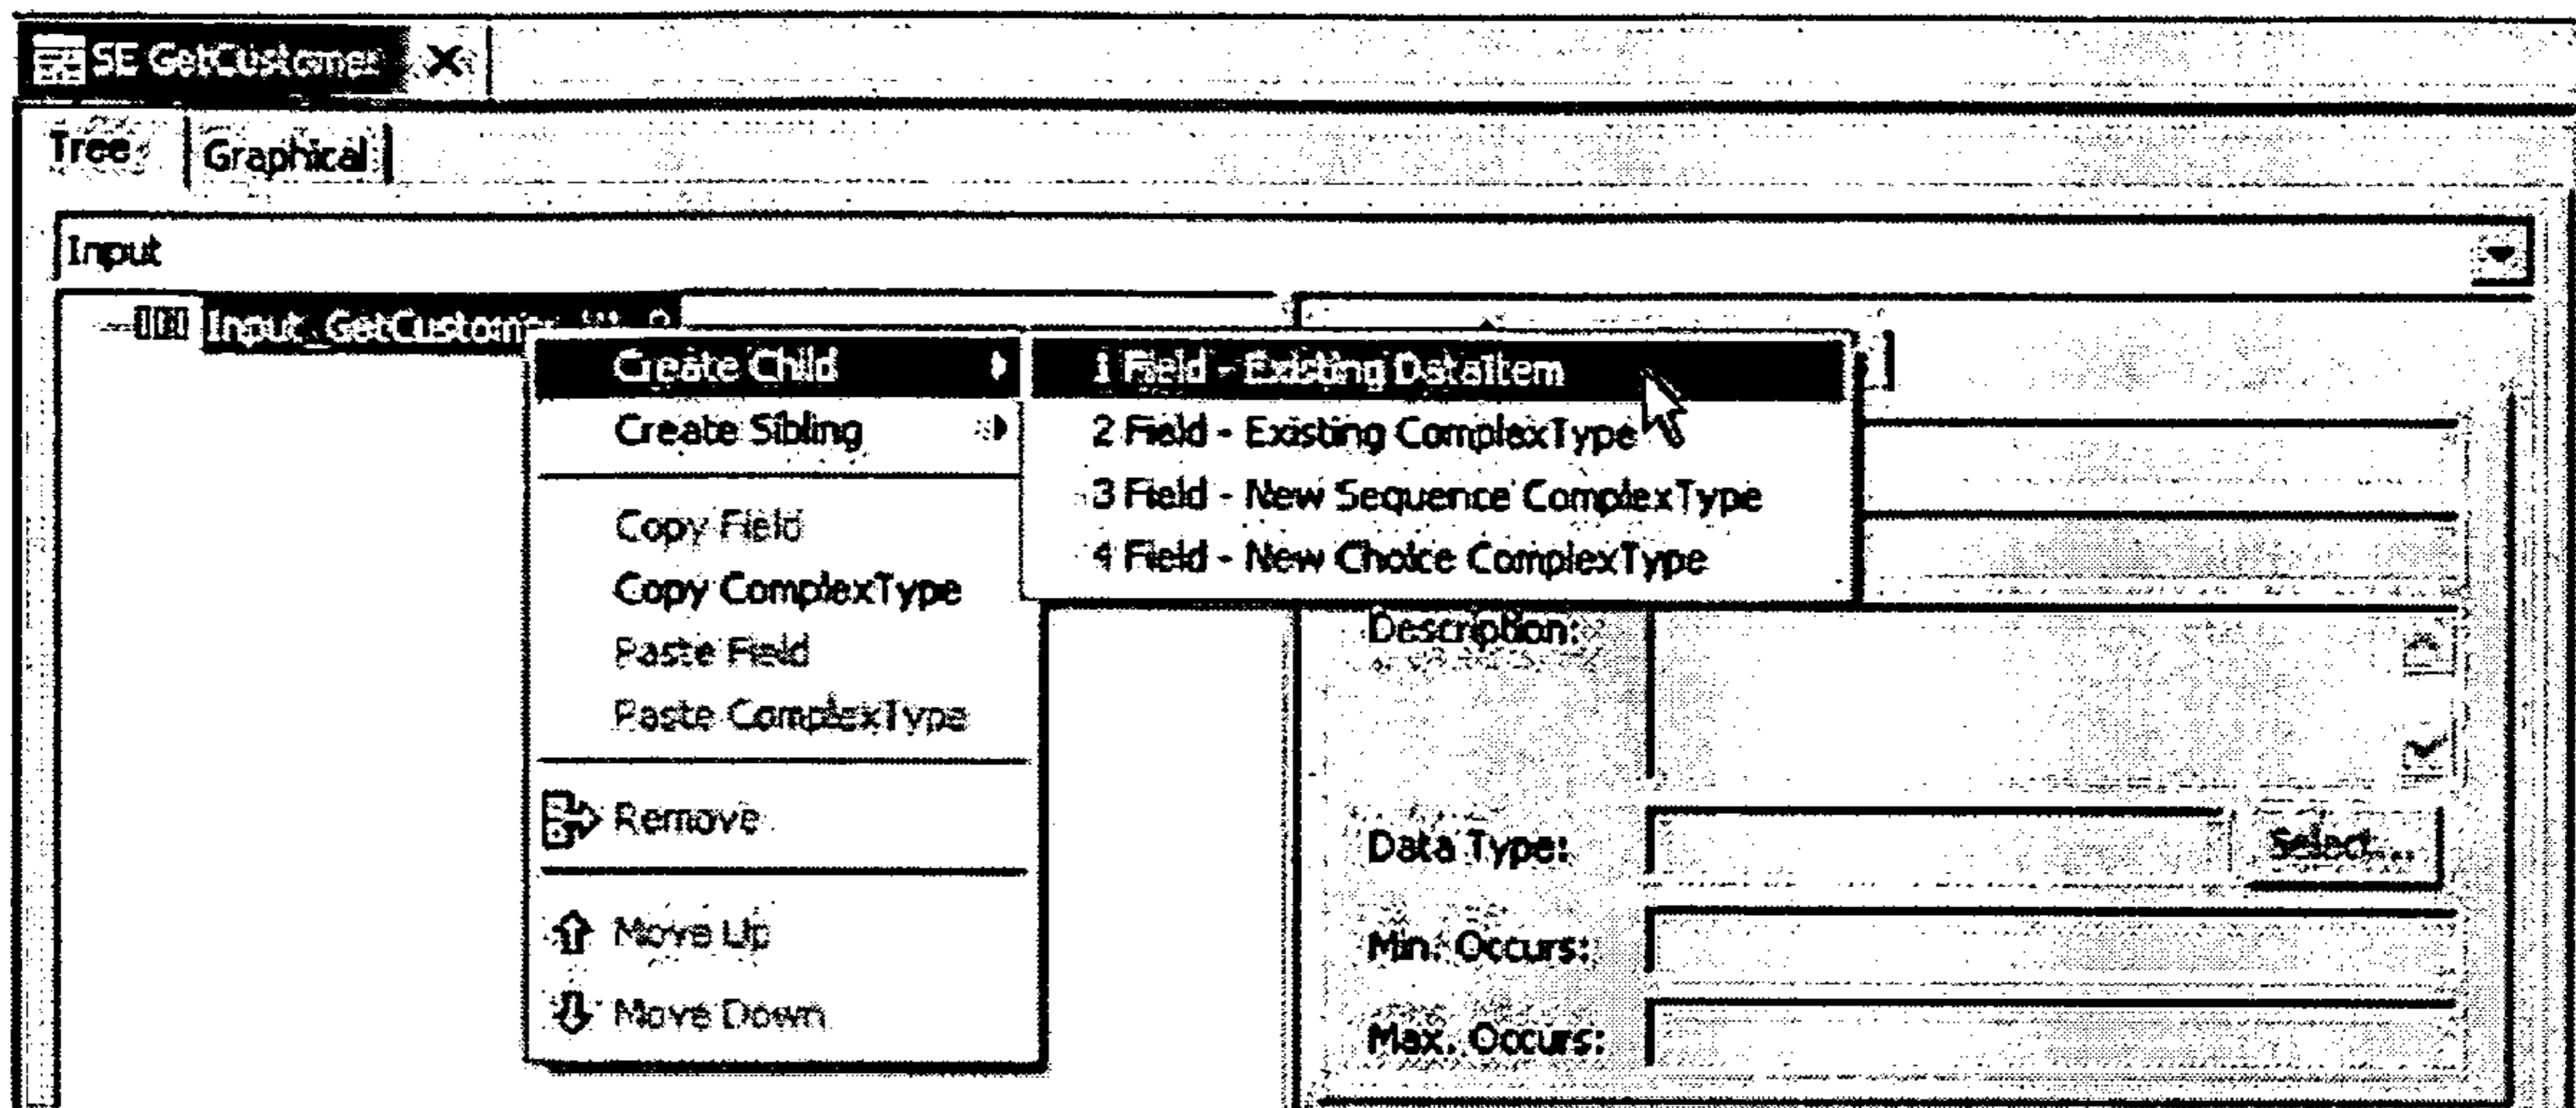 SE GetCustomer
Tree Graphical
Input
Input_GetCustomer
Create Child
Create Sibling
Copy Field
Copy ComplexType
Paste Field
Paste ComplexType
Remove
Move Up
Move Down
1 Field - Existing DataItem
2 Field - Existing ComplexType
3 Field - New Sequence ComplexType
4 Field - New Choice ComplexType
Description:
Data Type:
Select...
Min. Occurs:
Max. Occurs: